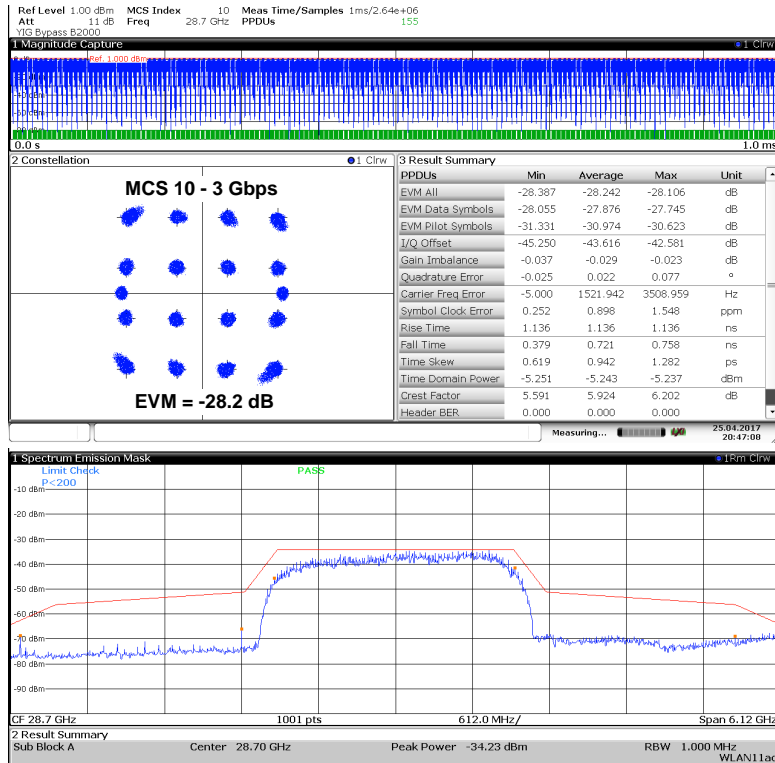 Ref Level 1.00 dBm MCS Index 10 Meas Time/Samples 1ms/2.64e+06
Att 11 dB Freq 28.7 GHz PPDUs 155
YIG Bypass B2000
1 Magnitude Capture 1 Clrw
Ref. 1.000 dBm
0.0 s 1.0 ms
2 Constellation 1 Clrw
MCS 10 - 3 Gbps
EVM = -28.2 dB
3 Result Summary
PPDUs Min Average Max Unit
EVM All -28.387 -28.242 -28.106 dB
EVM Data Symbols -28.055 -27.876 -27.745 dB
EVM Pilot Symbols -31.331 -30.974 -30.623 dB
I/Q Offset -45.250 -43.616 -42.581 dB
Gain Imbalance -0.037 -0.029 -0.023 dB
Quadrature Error -0.025 0.022 0.077 °
Carrier Freq Error -5.000 1521.942 3508.959 Hz
Symbol Clock Error 0.252 0.898 1.548 ppm
Rise Time 1.136 1.136 1.136 ns
Fall Time 0.379 0.721 0.758 ns
Time Skew 0.619 0.942 1.282 ps
Time Domain Power -5.251 -5.243 -5.237 dBm
Crest Factor 5.591 5.924 6.202 dB
Header BER 0.000 0.000 0.000
Measuring... 25.04.2017
20:47:08
1 Spectrum Emission Mask 1Rm Clrw
Limit Check PASS
P<200
-10 dBm
-20 dBm
-30 dBm
-40 dBm
-50 dBm
-60 dBm
-70 dBm
-80 dBm
-90 dBm
CF 28.7 GHz 1001 pts 612.0 MHz/ Span 6.12 GHz
2 Result Summary
Sub Block A Center 28.70 GHz Peak Power -34.23 dBm RBW 1.000 MHz
WLAN11ad